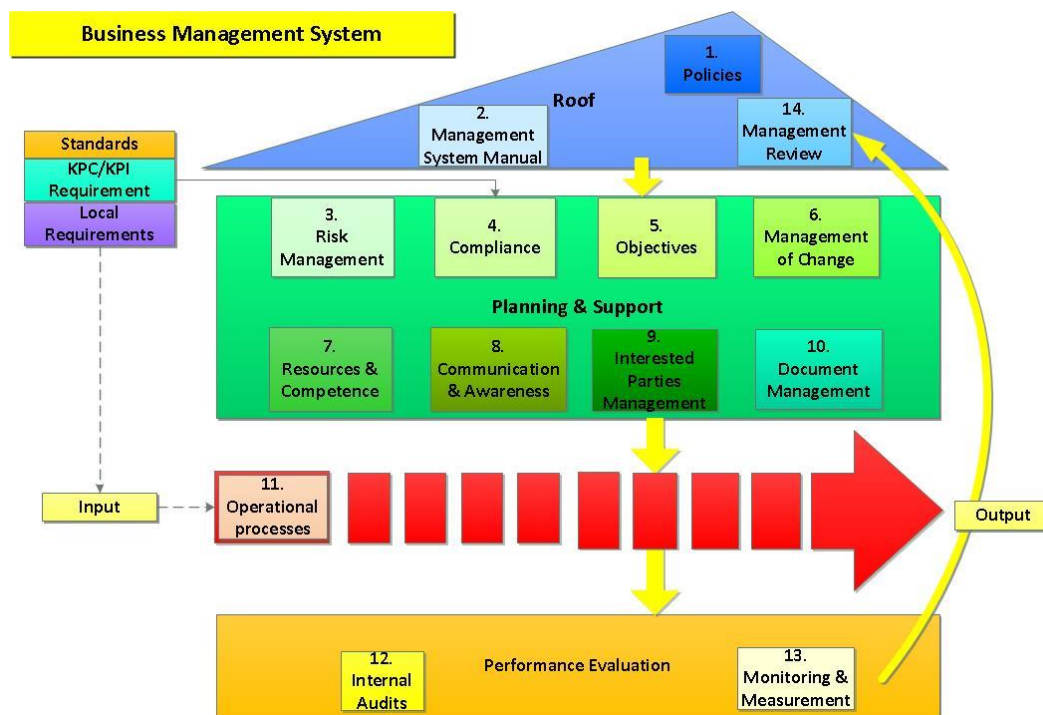 Business Management System
1.
Policies
Roof
2.
Management
System Manual
14.
Management
Review
Standards
KPC/KPI
Requirement
Local
Requirements
3.
Risk
Management
4.
Compliance
5.
Objectives
6.
Management
of Change
Planning & Support
7.
Resources &
Competence
8.
Communication
& Awareness
9.
Interested
Parties
Management
10.
Document
Management
Input
11.
Operational
processes
Output
Performance Evaluation
12.
Internal
Audits
13.
Monitoring &
Measurement